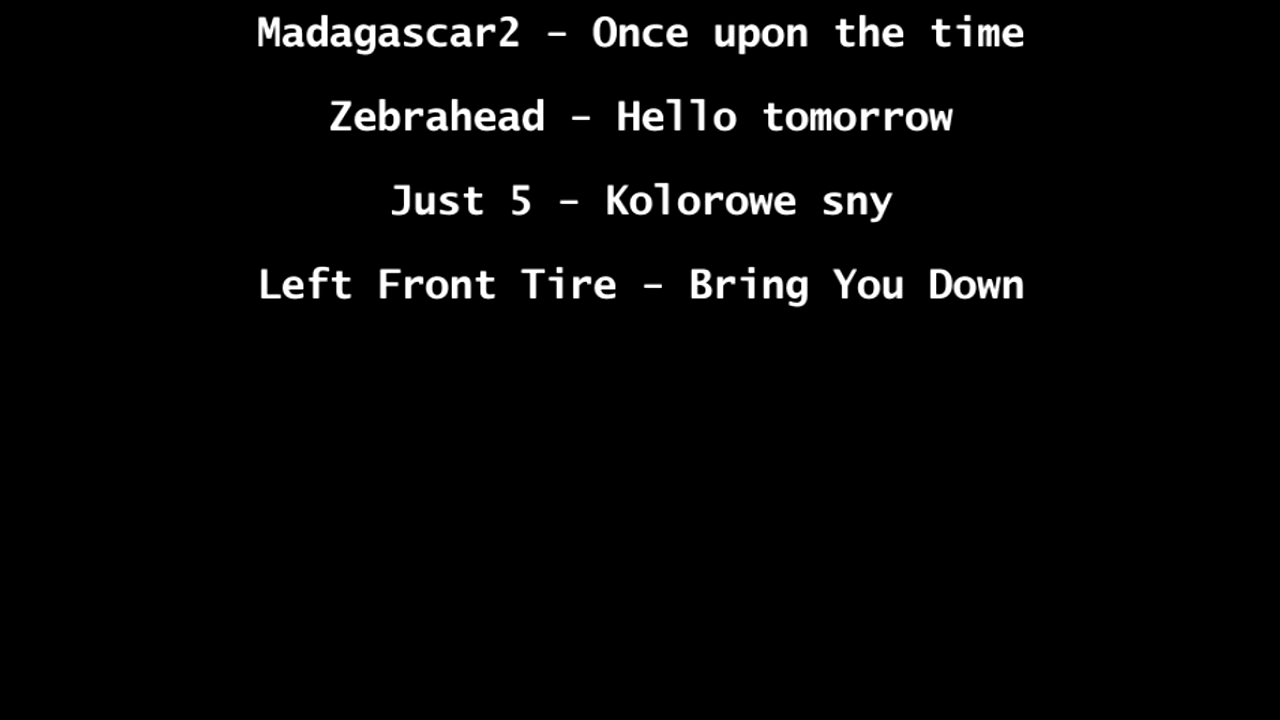 Madagascar2 – Once upon the time
Zebrahead – Hello tomorrow
Just 5 – Kolorowe sny
Left Front Tire – Bring You Down